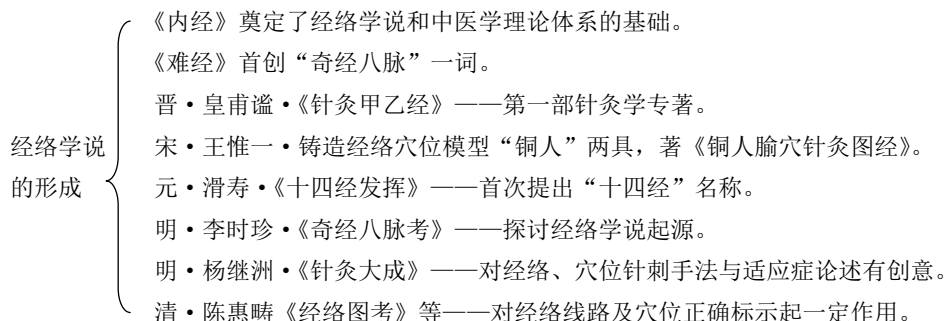 《内经》奠定了经络学说和中医学理论体系的基础。
《难经》首创“奇经八脉”一词。
晋·皇甫谧·《针灸甲乙经》——第一部针灸学专著。
经络学说
宋·王惟一·铸造经络穴位模型“铜人”两具，著《铜人腧穴针灸图经》。
的形成
元·滑寿·《十四经发挥》——首次提出“十四经”名称。
明·李时珍·《奇经八脉考》——探讨经络学说起源。
明·杨继洲·《针灸大成》——对经络、穴位针刺手法与适应症论述有创意。
清·陈惠畴《经络图考》等——对经络线路及穴位正确标示起一定作用。